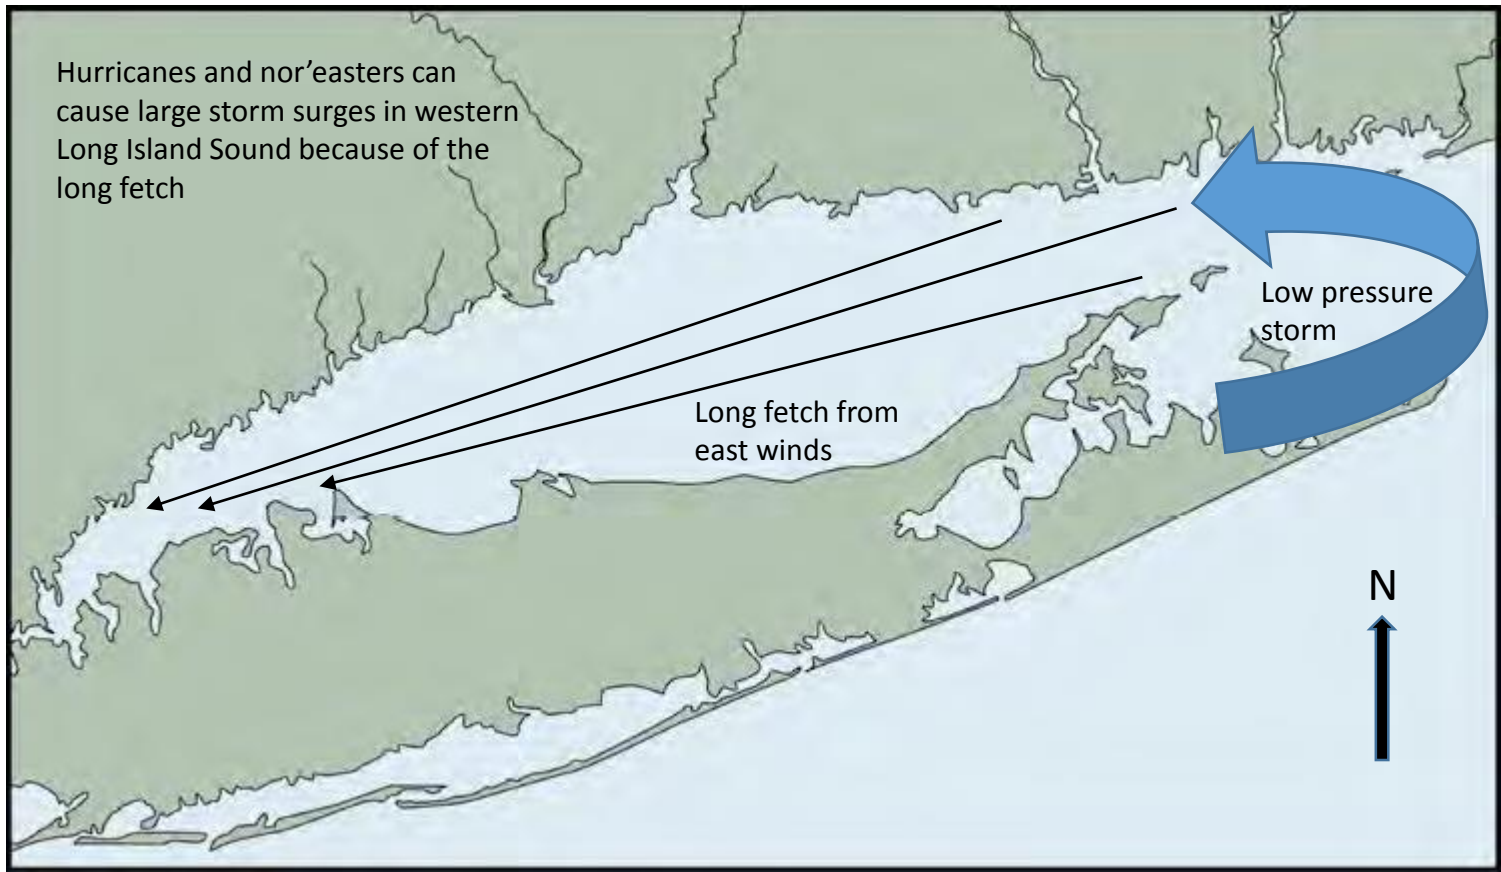 Hurricanes and nor’easters can
cause large storm surges in western
Long Island Sound because of the
long fetch
Low pressure
storm
Long fetch from
east winds
N